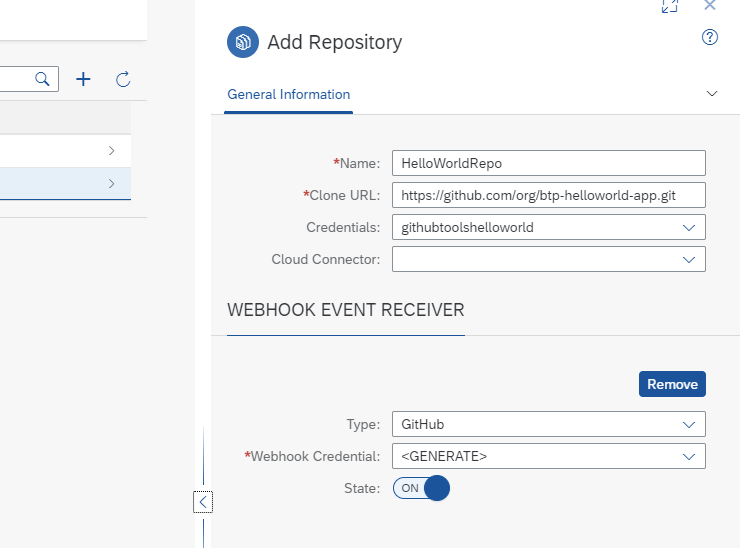 Add Repository
General Information
*Name: HelloWorldRepo
*Clone URL: https://github.com/org/btp-helloworld-app.git
Credentials: githubtoolshelloworld
Cloud Connector:
WEBHOOK EVENT RECEIVER
Remove
Type: GitHub
*Webhook Credential: <GENERATE>
State: ON